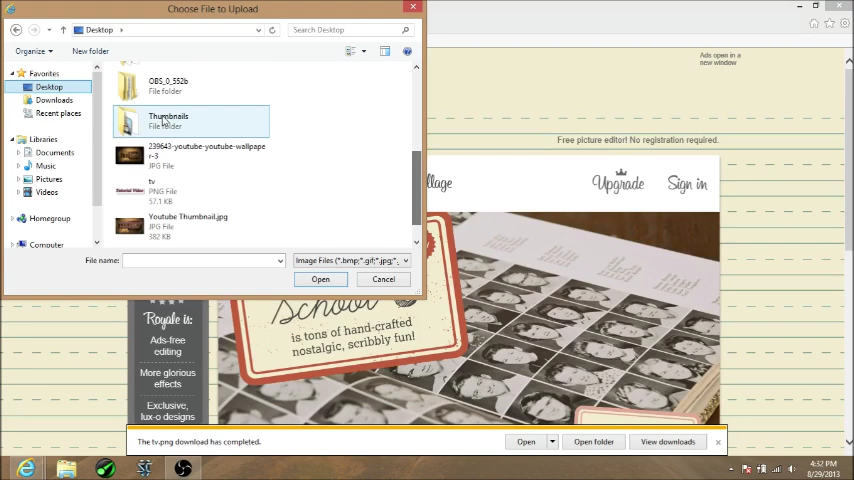 Choose File to Upload
Desktop
Search Desktop
Organize
New folder
Favorites
Desktop
Downloads
Recent places
Libraries
Documents
Music
Pictures
Videos
Homegroup
Computer
OBS_0_552b
File folder
Thumbnails
File folder
239643-youtube-youtube-wallpape
r-3
JPG File
tv
PNG File
57.1 KB
Youtube Thumbnail.jpg
JPG File
382 KB
File name:
Image Files (*.bmp;*.gif;*.jpg;*.
Open
Cancel
Ads open in a
new window
Free picture editor! No registration required.
llage
Upgrade
Sign in
School
is tons of hand-crafted
nostalgic, scribbly fun!
Royale is:
Ads-free
editing
More glorious
effects
Exclusive,
lux-o designs
The tv.png download has completed.
Open
Open folder
View downloads
4:32 PM
8/29/2013